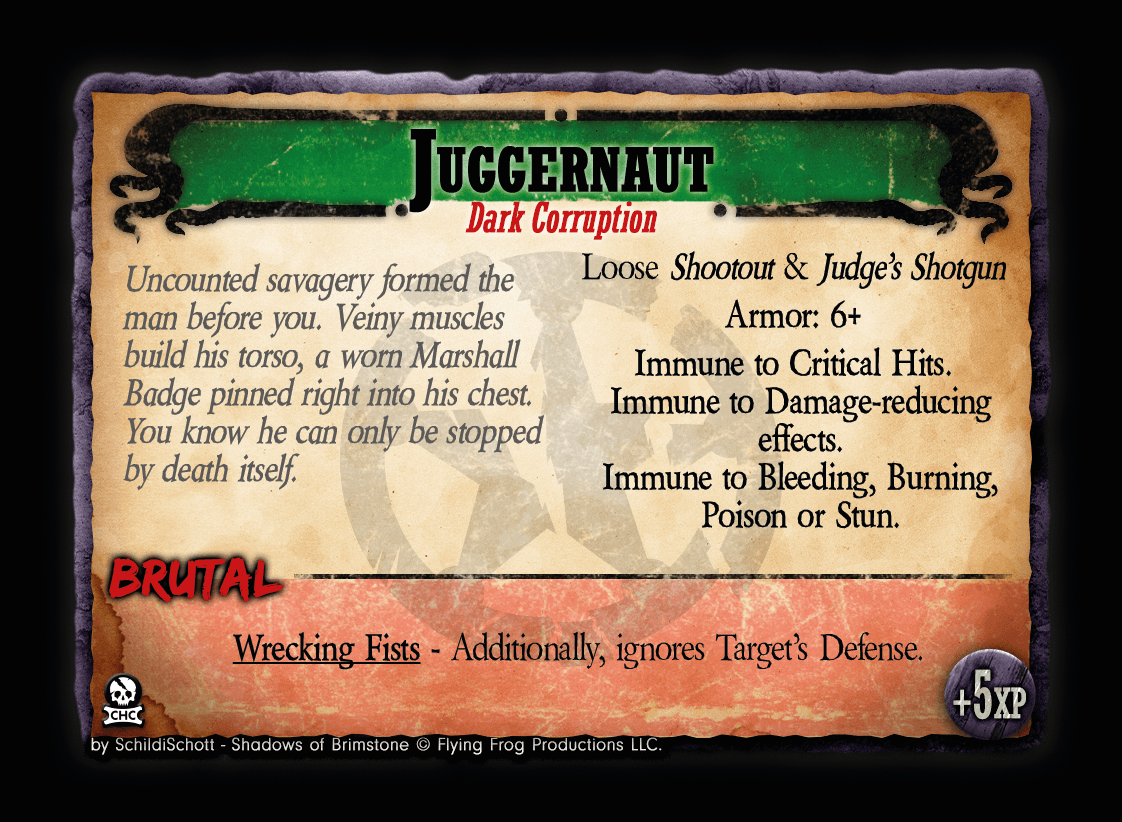 JUGGERNAUT
Dark Corruption
Uncounted savagery formed the
man before you. Veiny muscles
build his torso, a worn Marshall
Badge pinned right into his chest.
You know he can only be stopped
by death itself.
Loose Shootout & Judge's Shotgun
Armor: 6+
Immune to Critical Hits.
Immune to Damage-reducing
effects.
Immune to Bleeding, Burning,
Poison or Stun.
BRUTAL
Wrecking Fists - Additionally, ignores Target's Defense.
CHC
+5XP
by SchildiSchott - Shadows of Brimstone © Flying Frog Productions LLC.